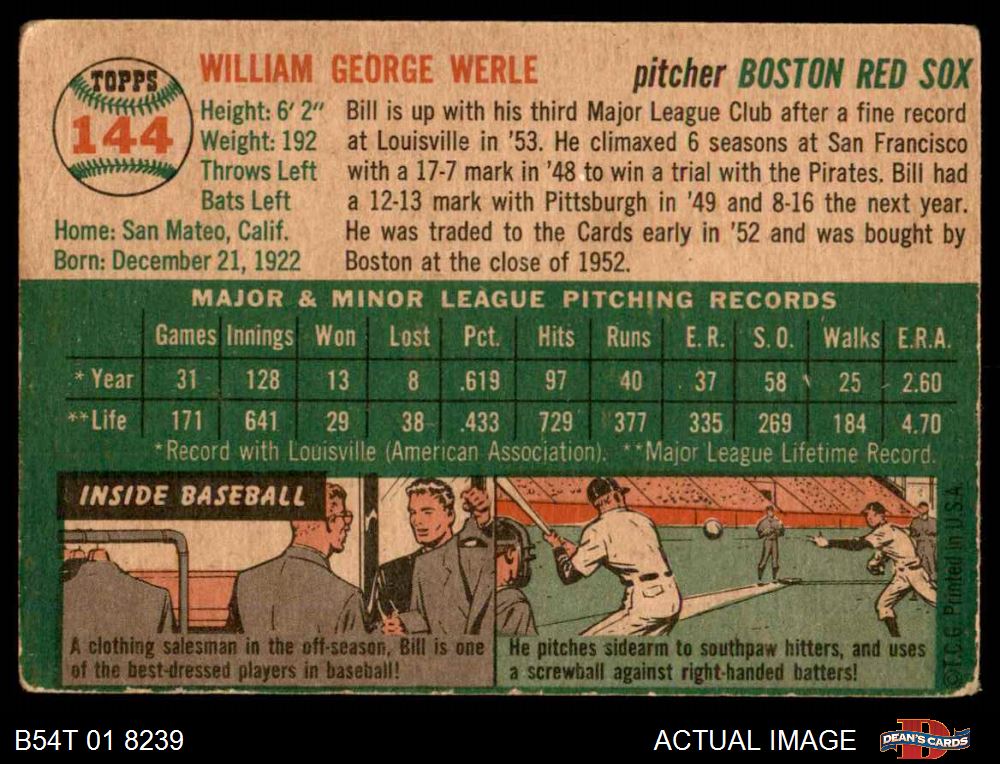 TOPPS
144
WILLIAM GEORGE WERLE
pitcher BOSTON RED SOX
Height: 6' 2"
Weight: 192
Throws Left
Bats Left
Home: San Mateo, Calif.
Born: December 21, 1922
Bill is up with his third Major League Club after a fine record
at Louisville in '53. He climaxed 6 seasons at San Francisco
with a 17-7 mark in '48 to win a trial with the Pirates. Bill had
a 12-13 mark with Pittsburgh in '49 and 8-16 the next year.
He was traded to the Cards early in '52 and was bought by
Boston at the close of 1952.
MAJOR & MINOR LEAGUE PITCHING RECORDS
Games Innings Won Lost Pct. Hits Runs E. R. S. O. Walks E.R.A.
* Year 31 128 13 8 .619 97 40 37 58 25 2.60
**Life 171 641 29 38 .433 729 377 335 269 184 4.70
*Record with Louisville (American Association). **Major League Lifetime Record.
INSIDE BASEBALL
A clothing salesman in the off-season, Bill is one
of the best-dressed players in baseball!
He pitches sidearm to southpaw hitters, and uses
a screwball against right-handed batters!
©T.C.G. Printed in U.S.A.
B54T 01 8239
ACTUAL IMAGE
D
DEAN'S CARDS